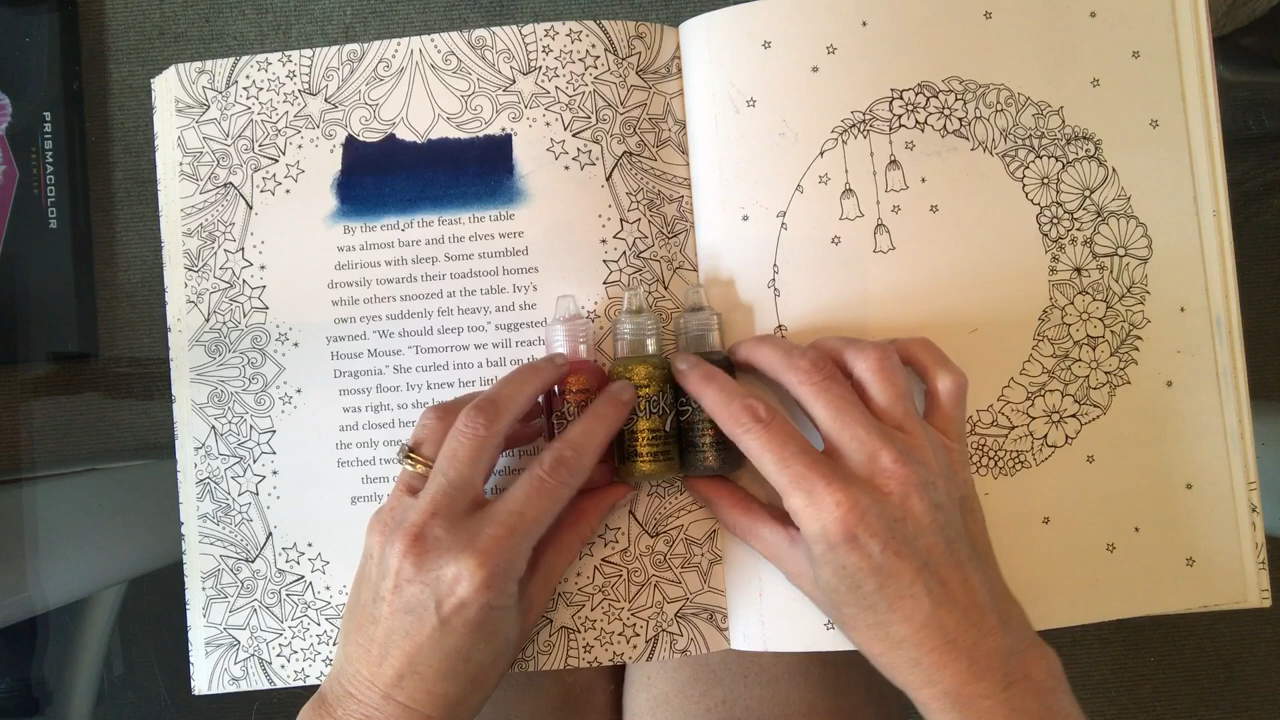 PRISMACOLOR
PREMIER
By the end of the feast, the table
was almost bare and the elves were
delirious with sleep. Some stumbled
drowsily towards their toadstool homes
while others snoozed at the table. Ivy's
own eyes suddenly felt heavy, and she
yawned. "We should sleep too," suggested
House Mouse. "Tomorrow we will reach
Dragonia." She curled into a ball on the
mossy floor. Ivy knew her
was right, so she
and closed her
the only one
fetched
them
gently
Stickles